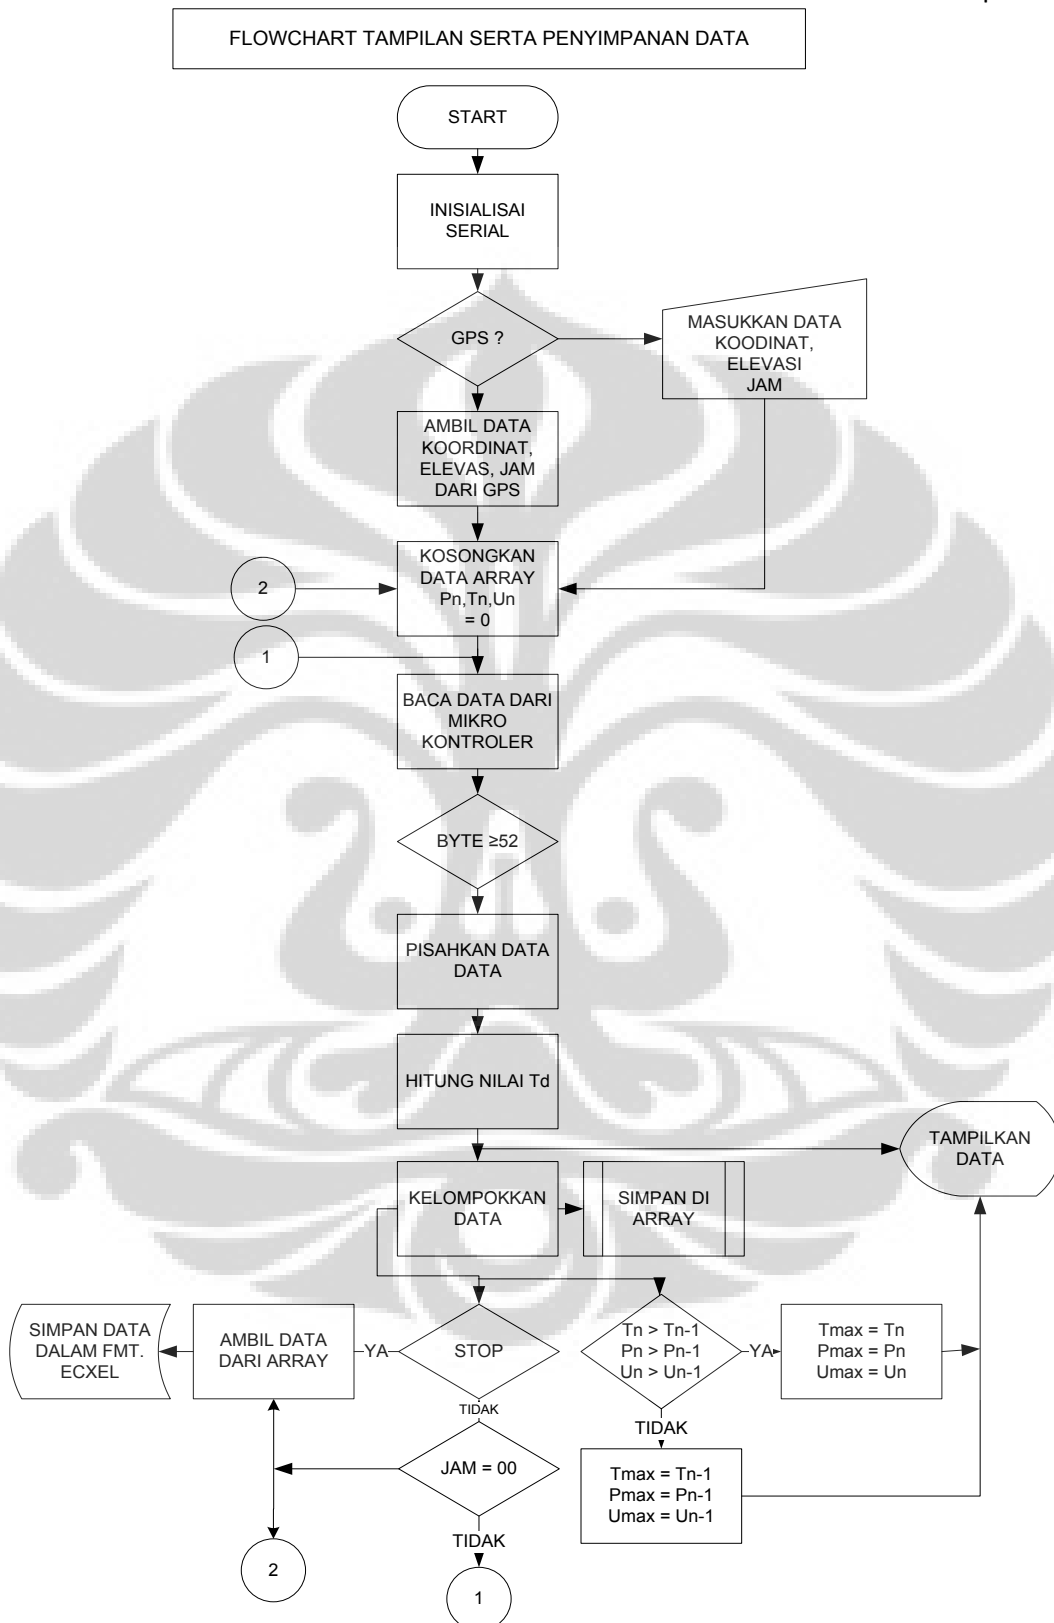 FLOWCHART TAMPILAN SERTA PENYIMPANAN DATA
START
INISIALISAI
SERIAL
GPS ?
MASUKKAN DATA
KOODINAT,
ELEVASI
JAM
AMBIL DATA
KOORDINAT,
ELEVAS, JAM
DARI GPS
KOSONGKAN
DATA ARRAY
Pn,Tn,Un
= 0
2
1
BACA DATA DARI
MIKRO
KONTROLER
BYTE ≥52
PISAHKAN DATA
DATA
HITUNG NILAI Td
TAMPILKAN
DATA
KELOMPOKKAN
DATA
SIMPAN DI
ARRAY
SIMPAN DATA
DALAM FMT.
ECXEL
AMBIL DATA
DARI ARRAY
YA
STOP
Tn > Tn-1
Pn > Pn-1
Un > Un-1
YA
Tmax = Tn
Pmax = Pn
Umax = Un
TIDAK
TIDAK
JAM = 00
Tmax = Tn-1
Pmax = Pn-1
Umax = Un-1
TIDAK
2
1